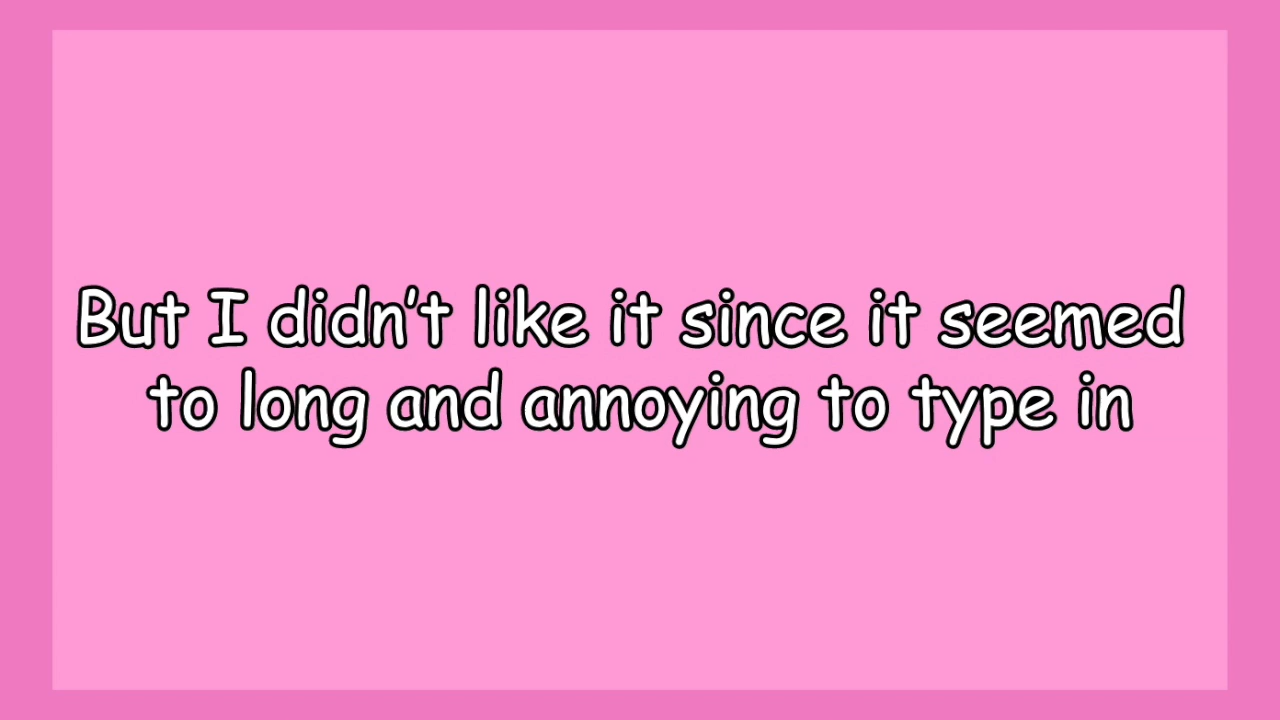 But I didn't like it since it seemed
to long and annoying to type in